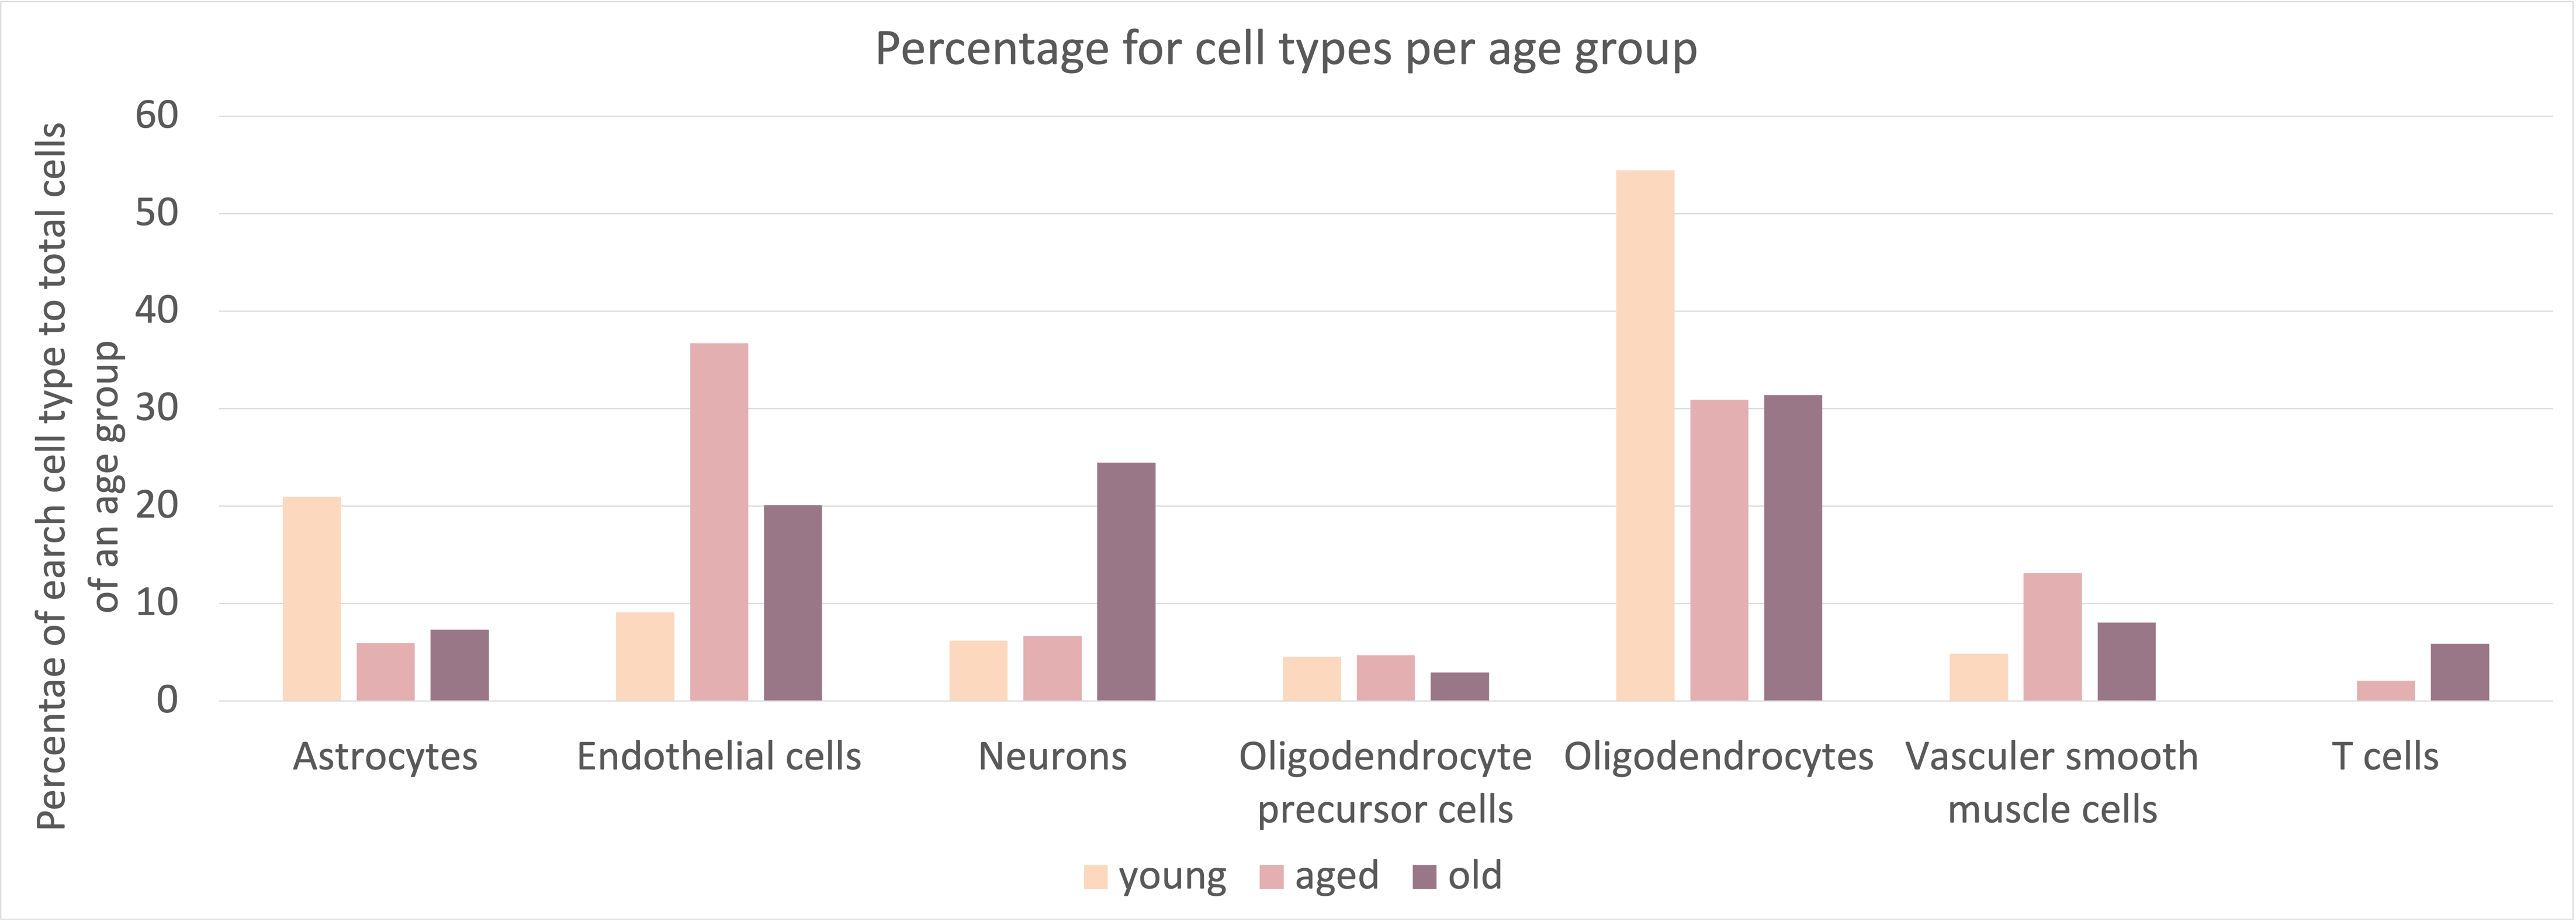 Percentage for cell types per age group
Percentae of earch cell type to total cells
of an age group
60
50
40
30
20
10
0
Astrocytes
Endothelial cells
Neurons
Oligodendrocyte
precursor cells
Oligodendrocytes
Vasculer smooth
muscle cells
T cells
young
aged
old